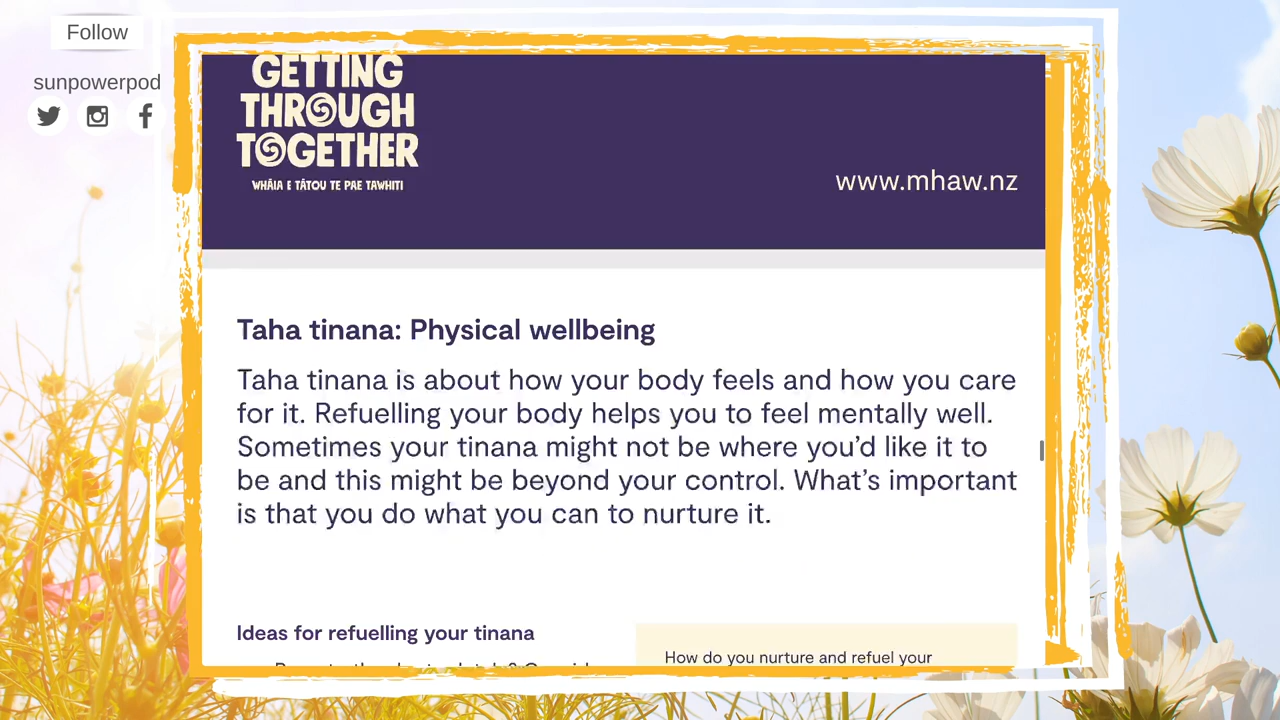 Follow
sunpowerpod
GETTING
THROUGH
TOGETHER
WHĀIA E TĀTOU TE PAE TAWHITI
www.mhaw.nz
Taha tinana: Physical wellbeing
Taha tinana is about how your body feels and how you care
for it. Refuelling your body helps you to feel mentally well.
Sometimes your tinana might not be where you’d like it to
be and this might be beyond your control. What’s important
is that you do what you can to nurture it.
Ideas for refuelling your tinana
How do you nurture and refuel your